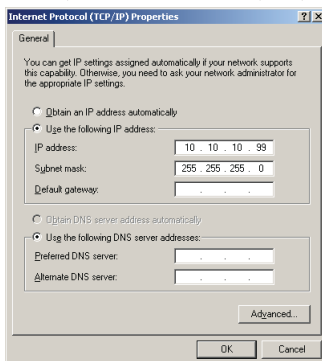 Internet Protocol (TCP/IP) Properties
General
You can get IP settings assigned automatically if your network supports
this capability. Otherwise, you need to ask your network administrator for
the appropriate IP settings.
Obtain an IP address automatically
Use the following IP address:
IP address: 10 . 10 . 10 . 99
Subnet mask: 255 . 255 . 255 . 0
Default gateway: . . .
Obtain DNS server address automatically
Use the following DNS server addresses:
Preferred DNS server: . . .
Alternate DNS server: . . .
Advanced...
OK Cancel